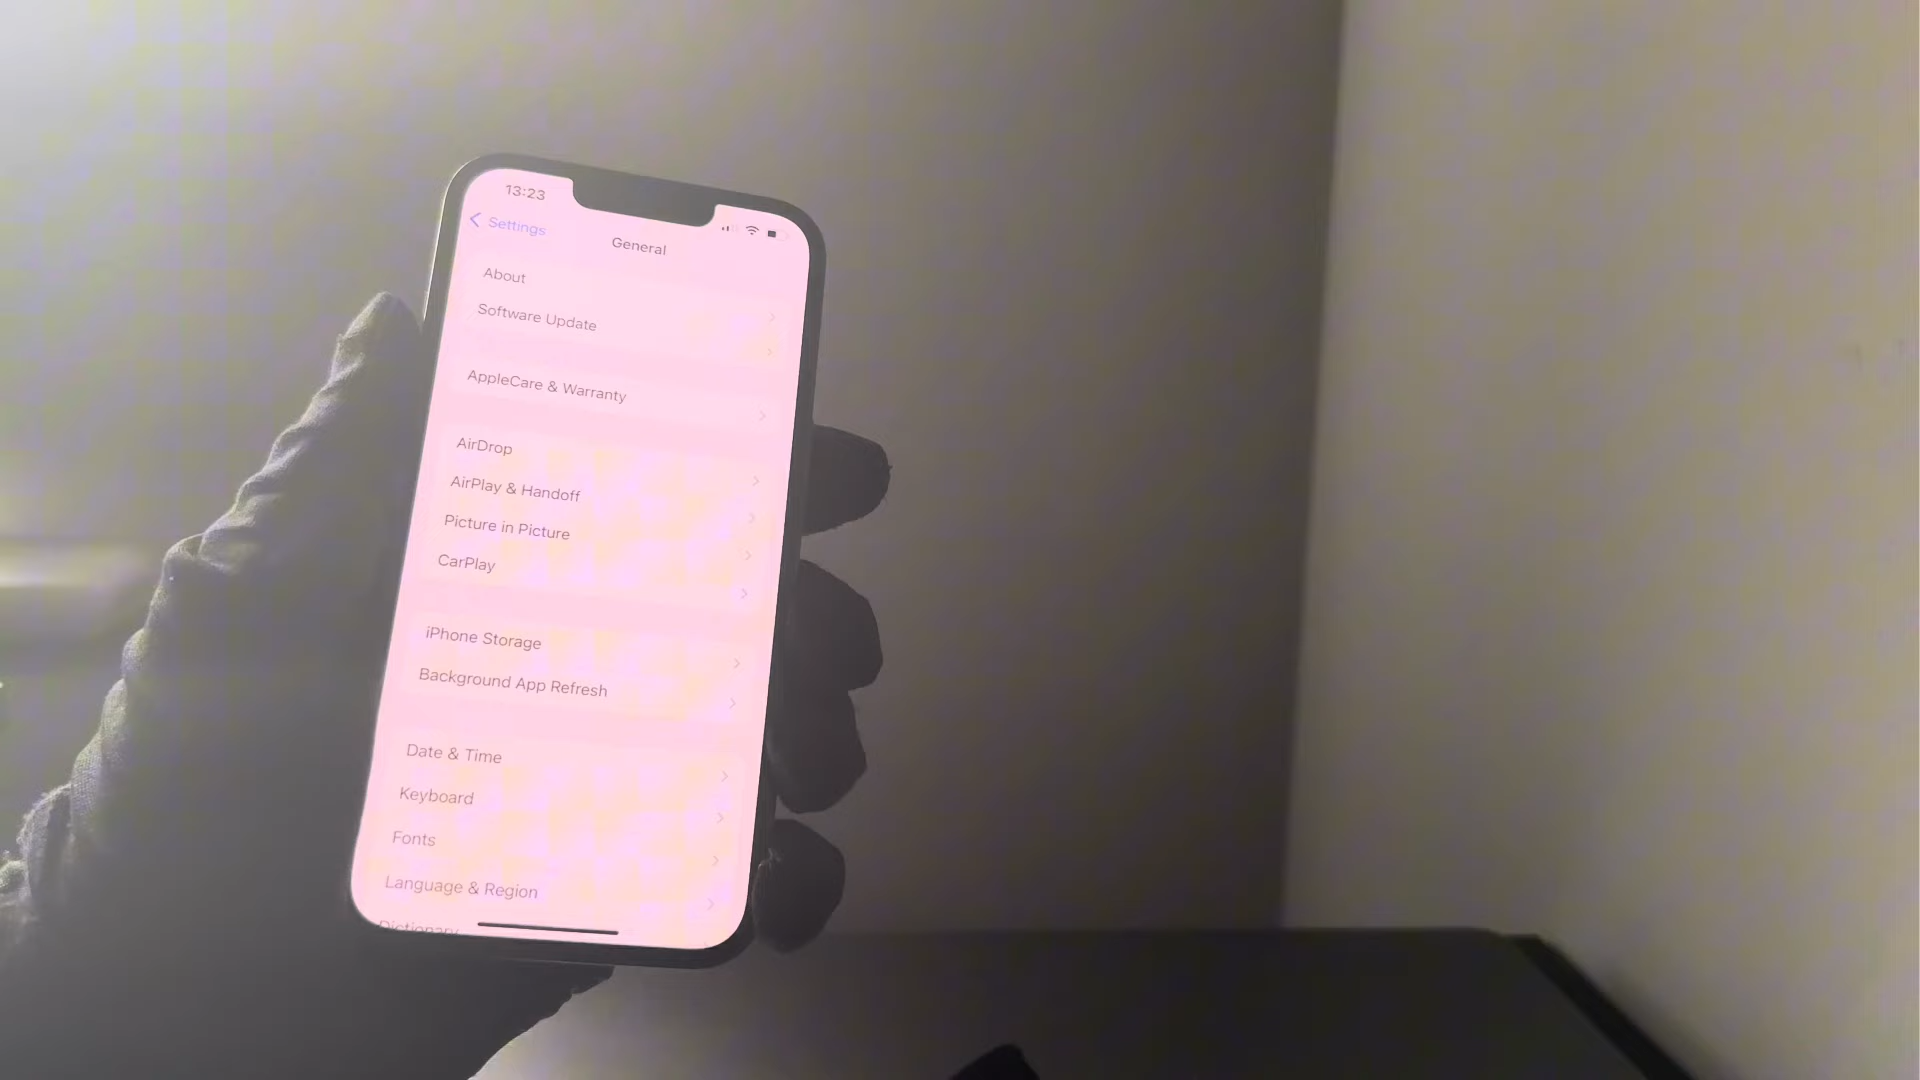 13:23
Settings
General
About
Software Update
AppleCare & Warranty
AirDrop
AirPlay & Handoff
Picture in Picture
CarPlay
iPhone Storage
Background App Refresh
Date & Time
Keyboard
Fonts
Language & Region
Dictionary